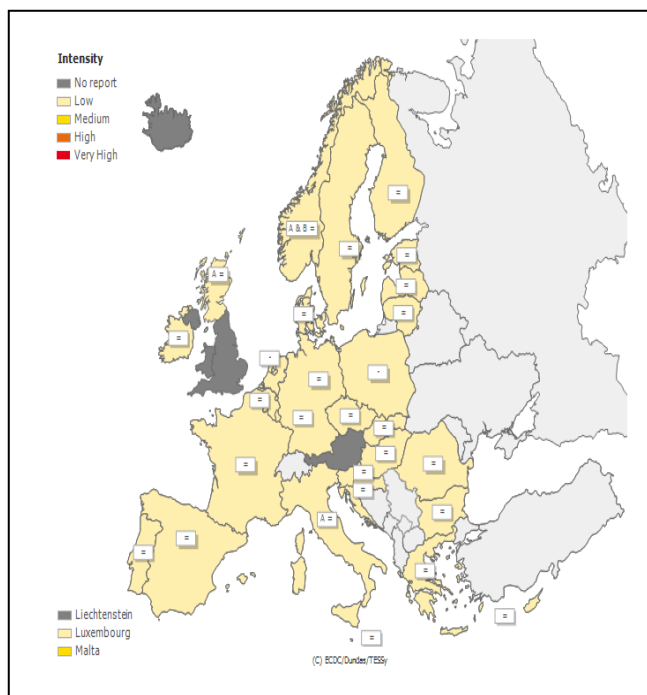 Intensity
No report
Low
Medium
High
Very High
=
A & B =
=
=
A =
=
=
=
=
-
=
-
=
=
=
=
=
=
=
=
=
=
A =
=
=
=
=
=
Liechtenstein
Luxembourg
Malta
=
(C) ECDC/Dundas/TESSy